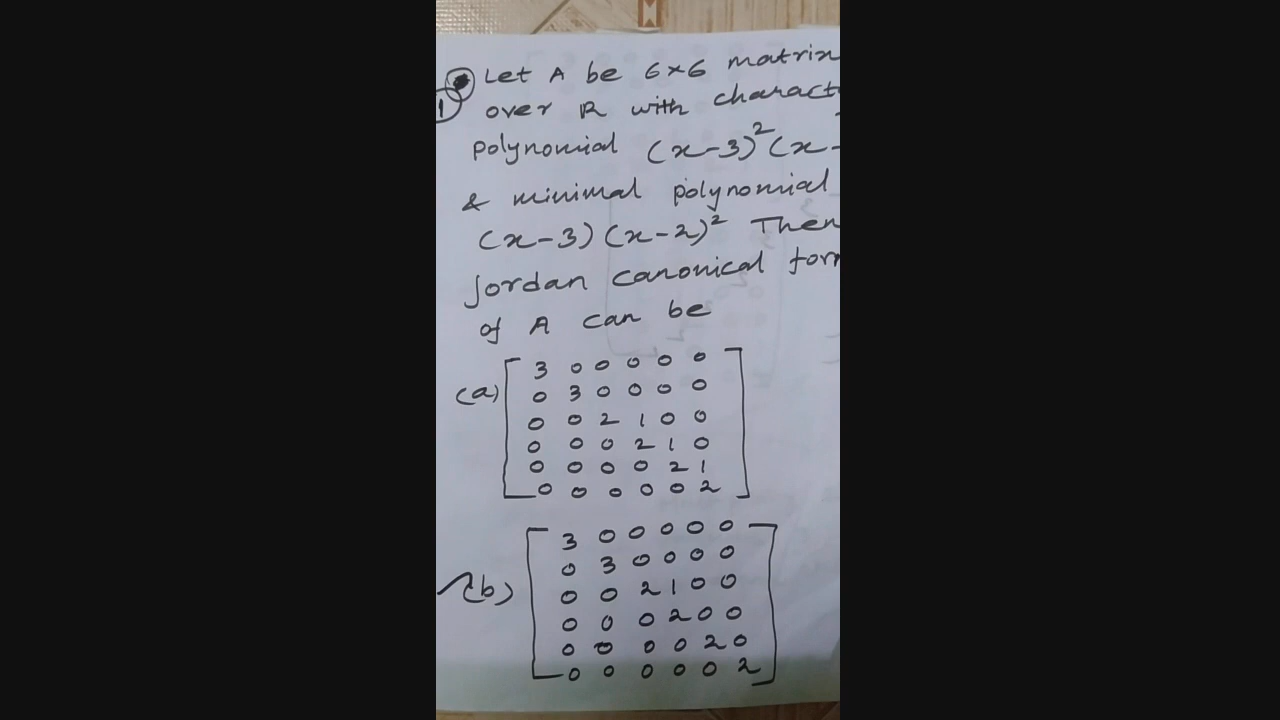 1 Let A be 6×6 matrix
over R with charact
polynomial (x-3)²(x-
& minimal polynomial
(x-3)(x-2)² Then
Jordan canonical for
of A can be
(a) [3 0 0 0 0 0
0 3 0 0 0 0
0 0 2 1 0 0
0 0 0 2 1 0
0 0 0 0 2 1
0 0 0 0 0 2]
(b) [3 0 0 0 0 0
0 3 0 0 0 0
0 0 2 1 0 0
0 0 0 2 0 0
0 0 0 0 2 0
0 0 0 0 0 2]